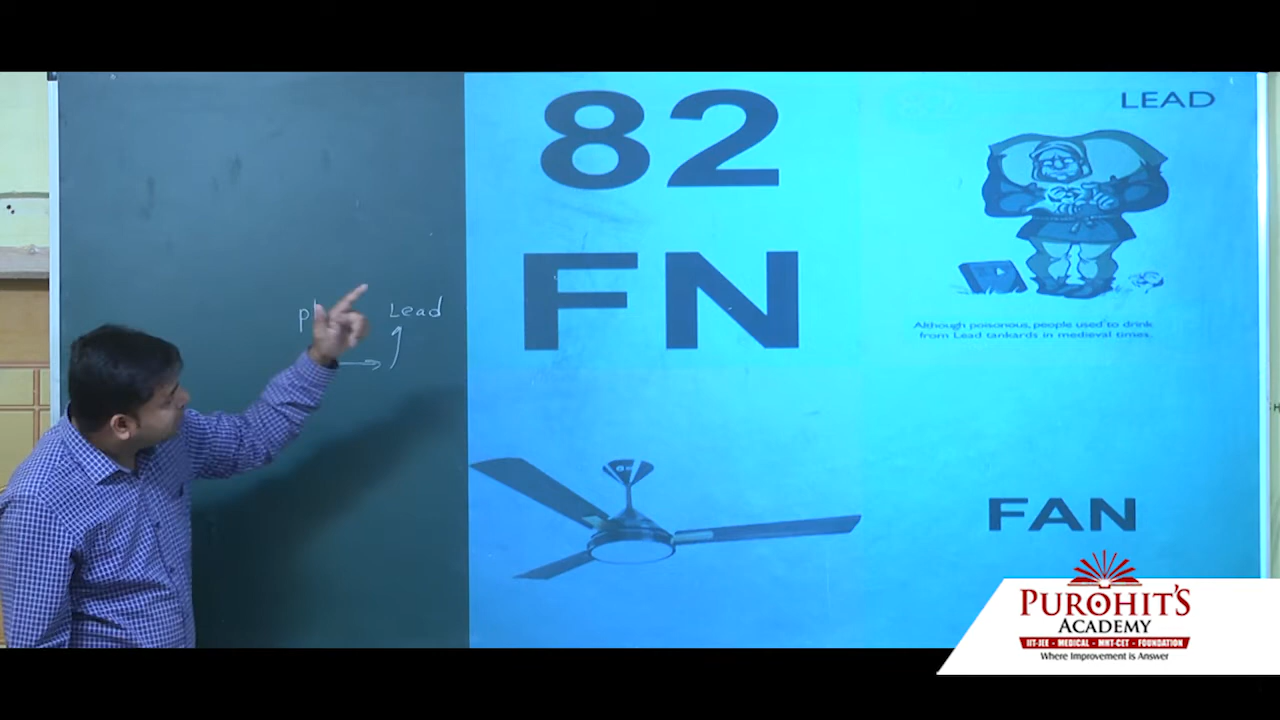 82
FN
LEAD
Although poisonous, people used to drink
from Lead tankards in medieval times.
Lead
FAN
PUROHIT'S
ACADEMY
IIT-JEE - MEDICAL - MHT-CET - FOUNDATION
Where Improvement is Answer